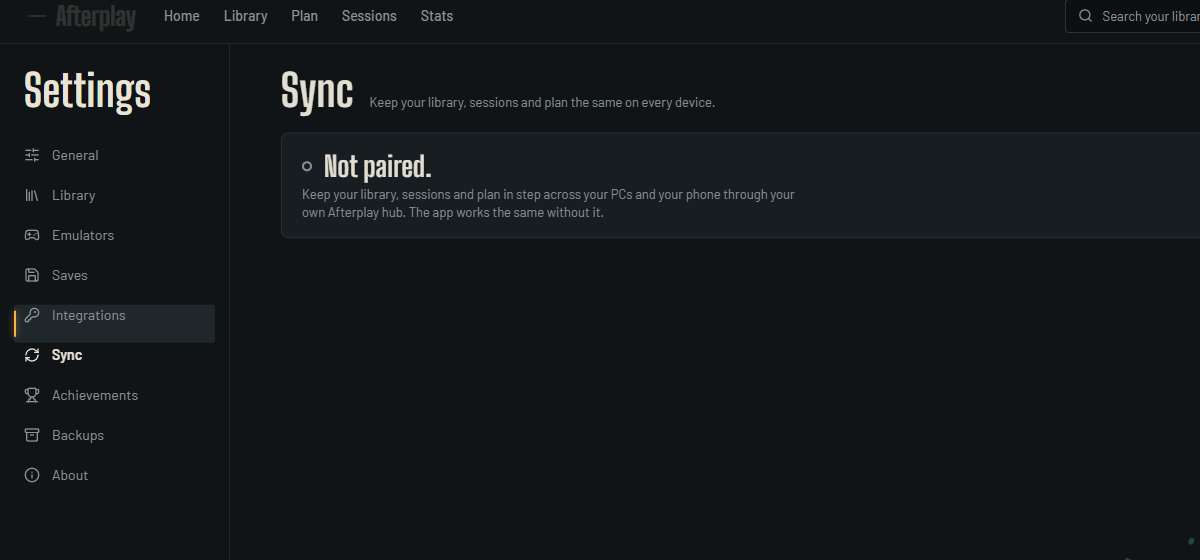 Afterplay Home Library Plan Sessions Stats
Settings
General
Library
Emulators
Saves
Integrations
Sync
Achievements
Backups
About
Sync Keep your library, sessions and plan the same on every device.
Not paired.
Keep your library, sessions and plan in step across your PCs and your phone through your
own Afterplay hub. The app works the same without it.
Search your